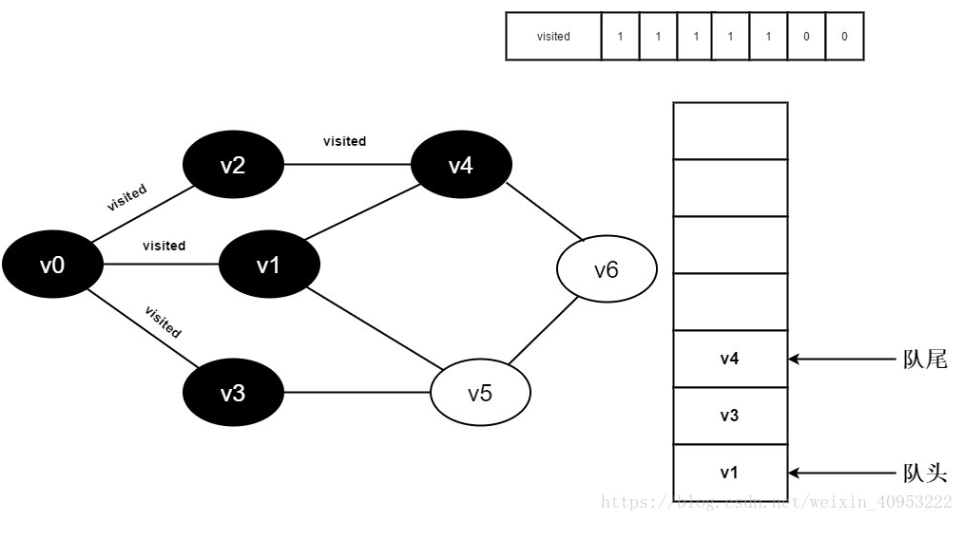 visited 1 1 1 1 1 0 0
visited
v2
v4
visited
visited
v0
v1
v6
visited
v3
v5
v4
队尾
v3
v1
队头
https://blog.csdn.net/weixin_40953222